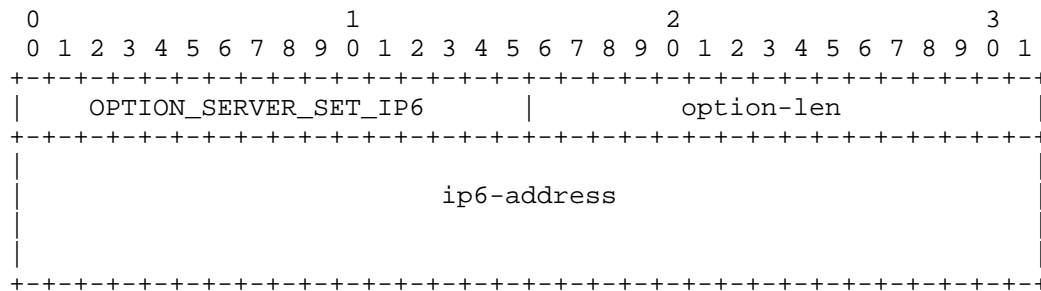 0                   1                   2                   3
 0 1 2 3 4 5 6 7 8 9 0 1 2 3 4 5 6 7 8 9 0 1 2 3 4 5 6 7 8 9 0 1
+-+-+-+-+-+-+-+-+-+-+-+-+-+-+-+-+-+-+-+-+-+-+-+-+-+-+-+-+-+-+-+-+
|    OPTION_SERVER_SET_IP6      |         option-len            |
+-+-+-+-+-+-+-+-+-+-+-+-+-+-+-+-+-+-+-+-+-+-+-+-+-+-+-+-+-+-+-+-+
|                                                               |
|                          ip6-address                          |
|                                                               |
|                                                               |
+-+-+-+-+-+-+-+-+-+-+-+-+-+-+-+-+-+-+-+-+-+-+-+-+-+-+-+-+-+-+-+-+